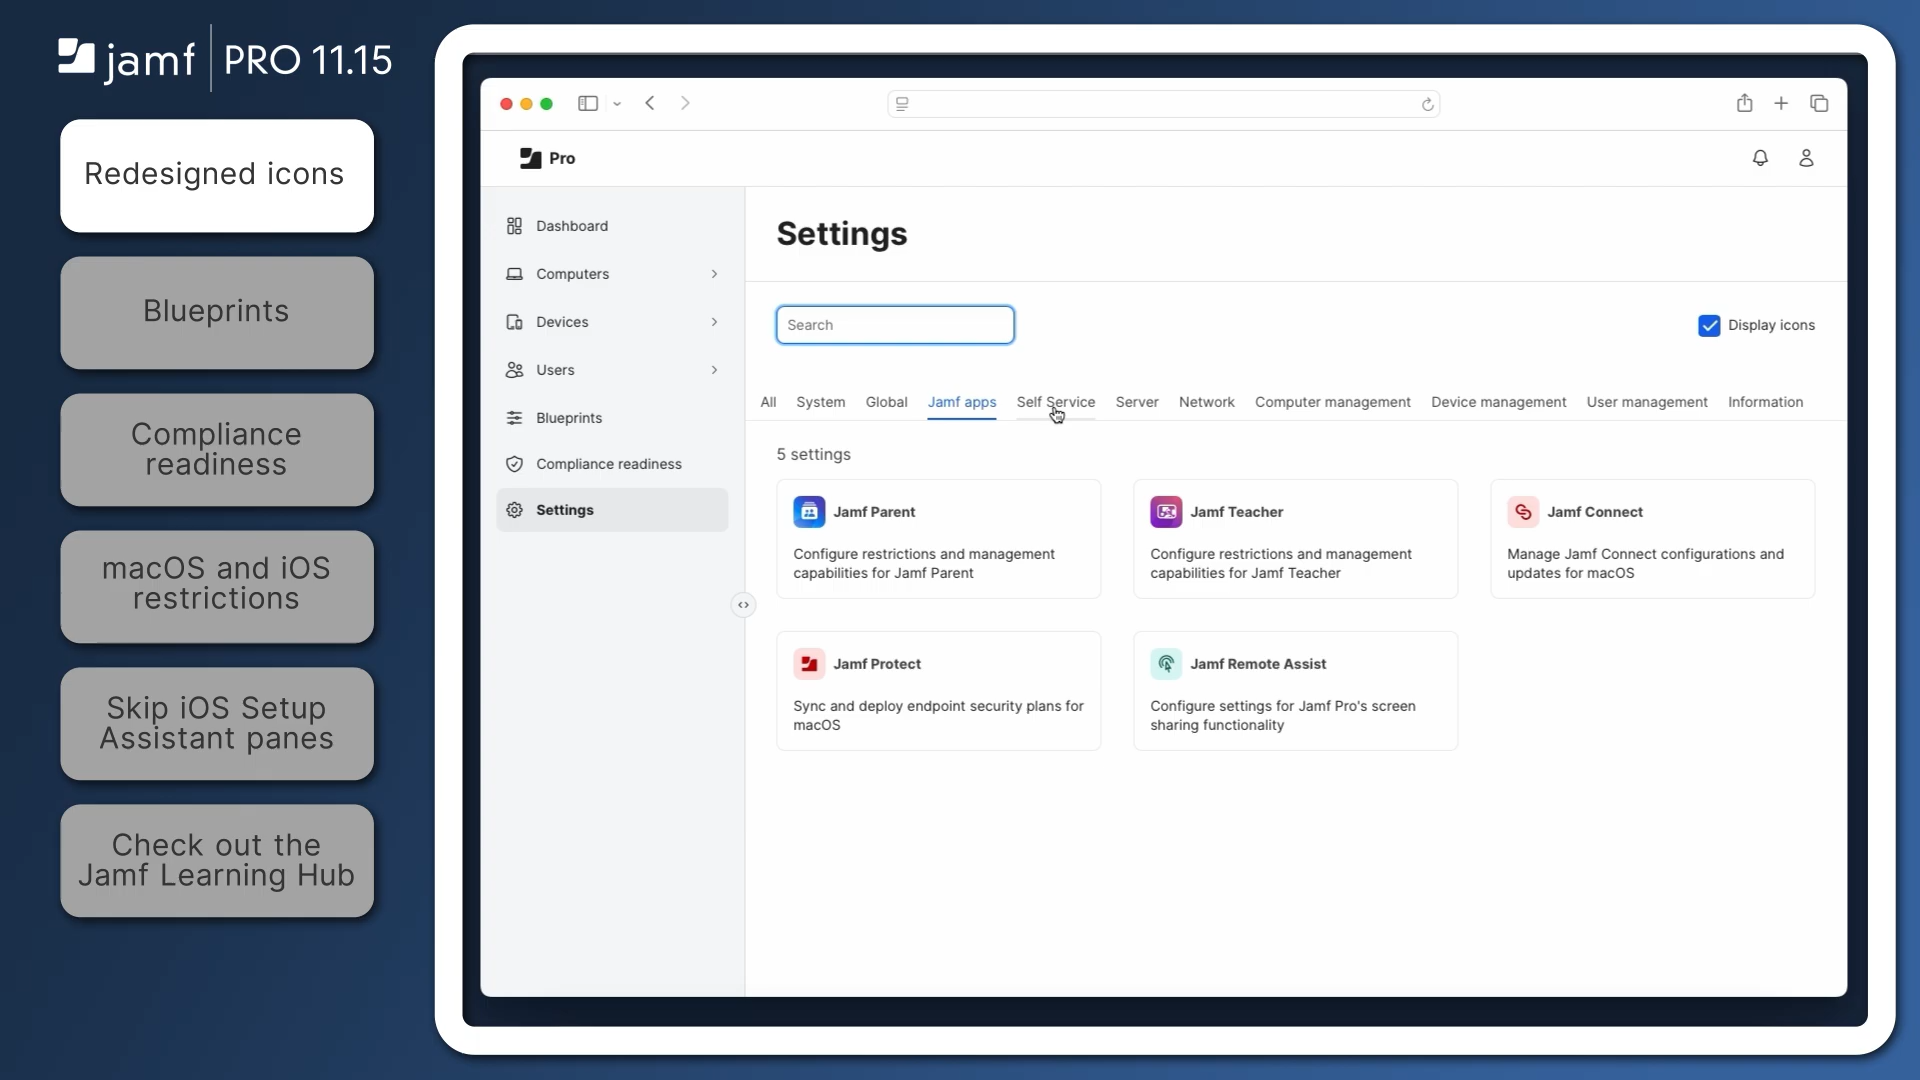 jamf PRO 11.15
Redesigned icons
Blueprints
Compliance
readiness
macOS and iOS
restrictions
Skip iOS Setup
Assistant panes
Check out the
Jamf Learning Hub
Pro
Dashboard
Computers
Devices
Users
Blueprints
Compliance readiness
Settings
Settings
Search
Display icons
All System Global Jamf apps Self Service Server Network Computer management Device management User management Information
5 settings
Jamf Parent
Configure restrictions and management
capabilities for Jamf Parent
Jamf Teacher
Configure restrictions and management
capabilities for Jamf Teacher
Jamf Connect
Manage Jamf Connect configurations and
updates for macOS
Jamf Protect
Sync and deploy endpoint security plans for
macOS
Jamf Remote Assist
Configure settings for Jamf Pro's screen
sharing functionality